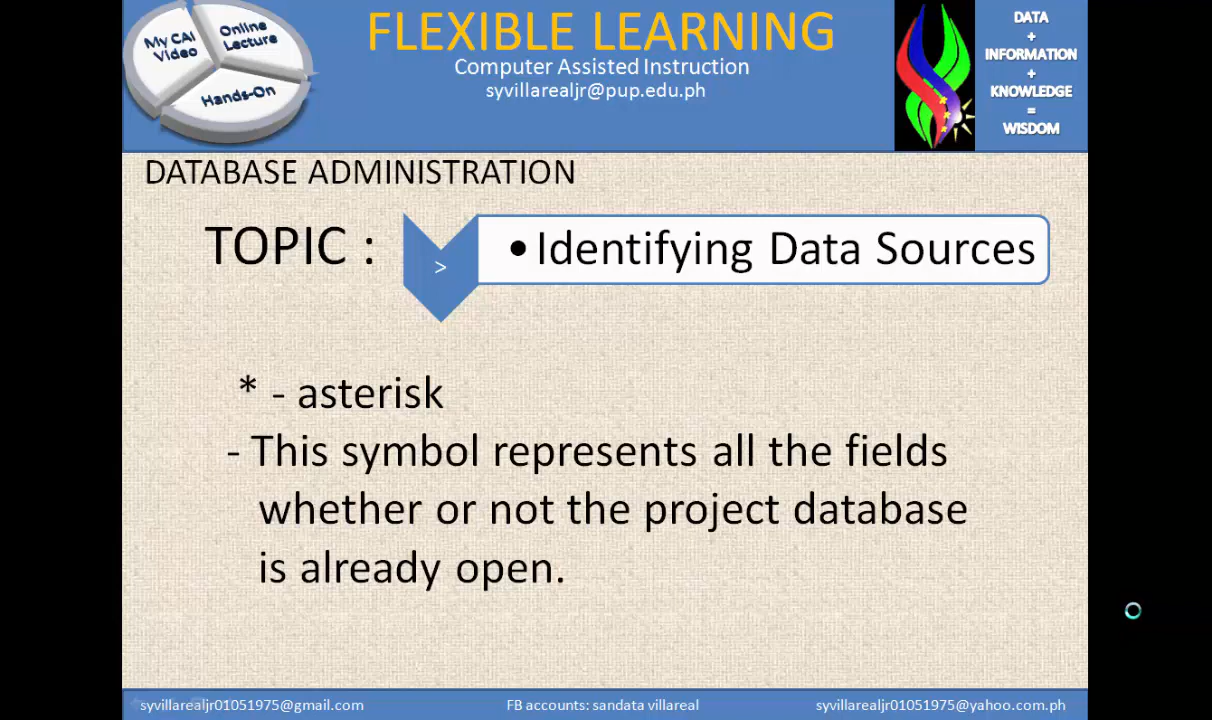 My CAI
Video
Online
Lecture
Hands-On
FLEXIBLE LEARNING
Computer Assisted Instruction
syvillarealjr@pup.edu.ph
DATA
+
INFORMATION
+
KNOWLEDGE
=
WISDOM
DATABASE ADMINISTRATION
TOPIC :
>
•Identifying Data Sources
* - asterisk
- This symbol represents all the fields
whether or not the project database
is already open.
syvillarealjr01051975@gmail.com
FB accounts: sandata villareal
syvillarealjr01051975@yahoo.com.ph